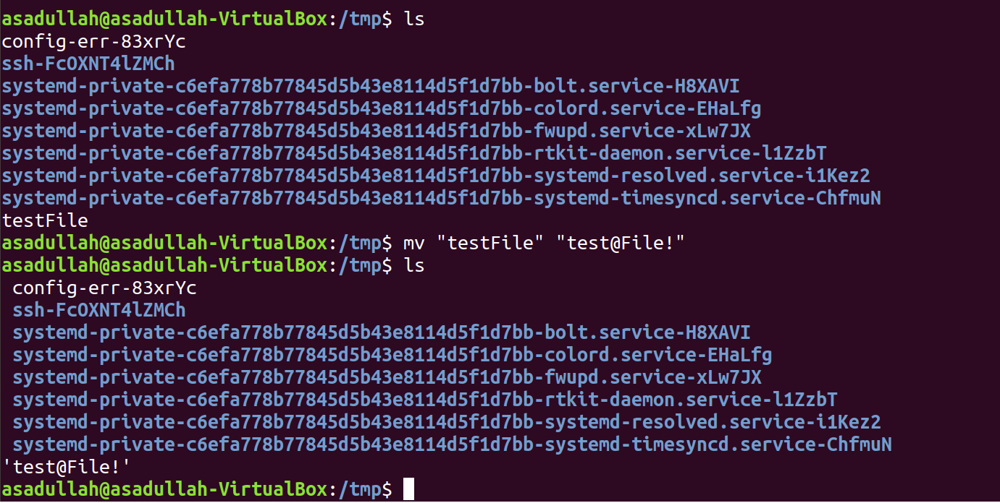 asadullah@asadullah-VirtualBox:/tmp$ ls
config-err-83xrYc
ssh-FcOXNT4lZMCh
systemd-private-c6efa778b77845d5b43e8114d5f1d7bb-bolt.service-H8XAVI
systemd-private-c6efa778b77845d5b43e8114d5f1d7bb-colord.service-EHaLfg
systemd-private-c6efa778b77845d5b43e8114d5f1d7bb-fwupd.service-xLw7JX
systemd-private-c6efa778b77845d5b43e8114d5f1d7bb-rtkit-daemon.service-l1ZzbT
systemd-private-c6efa778b77845d5b43e8114d5f1d7bb-systemd-resolved.service-i1Kez2
systemd-private-c6efa778b77845d5b43e8114d5f1d7bb-systemd-timesyncd.service-ChfmuN
testFile
asadullah@asadullah-VirtualBox:/tmp$ mv "testFile" "test@File!"
asadullah@asadullah-VirtualBox:/tmp$ ls
 config-err-83xrYc
 ssh-FcOXNT4lZMCh
 systemd-private-c6efa778b77845d5b43e8114d5f1d7bb-bolt.service-H8XAVI
 systemd-private-c6efa778b77845d5b43e8114d5f1d7bb-colord.service-EHaLfg
 systemd-private-c6efa778b77845d5b43e8114d5f1d7bb-fwupd.service-xLw7JX
 systemd-private-c6efa778b77845d5b43e8114d5f1d7bb-rtkit-daemon.service-l1ZzbT
 systemd-private-c6efa778b77845d5b43e8114d5f1d7bb-systemd-resolved.service-i1Kez2
 systemd-private-c6efa778b77845d5b43e8114d5f1d7bb-systemd-timesyncd.service-ChfmuN
'test@File!'
asadullah@asadullah-VirtualBox:/tmp$